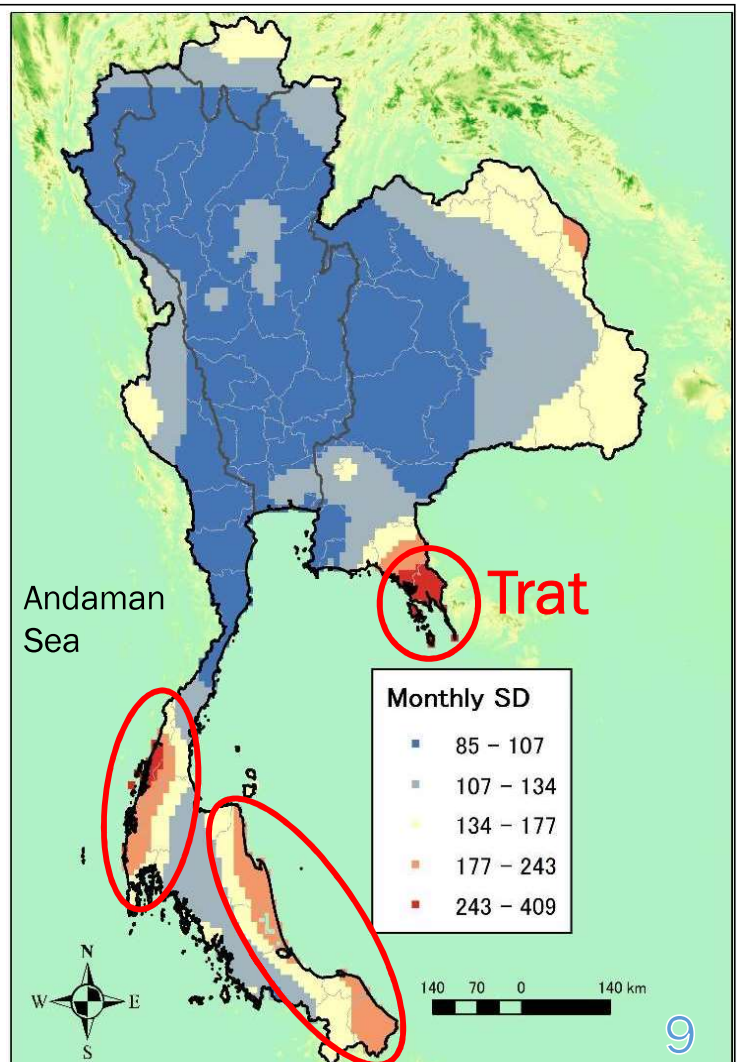 Trat
Andaman
Sea
Monthly SD
85 – 107
107 – 134
134 – 177
177 – 243
243 – 409
N
W
E
S
140 70 0 140 km
9